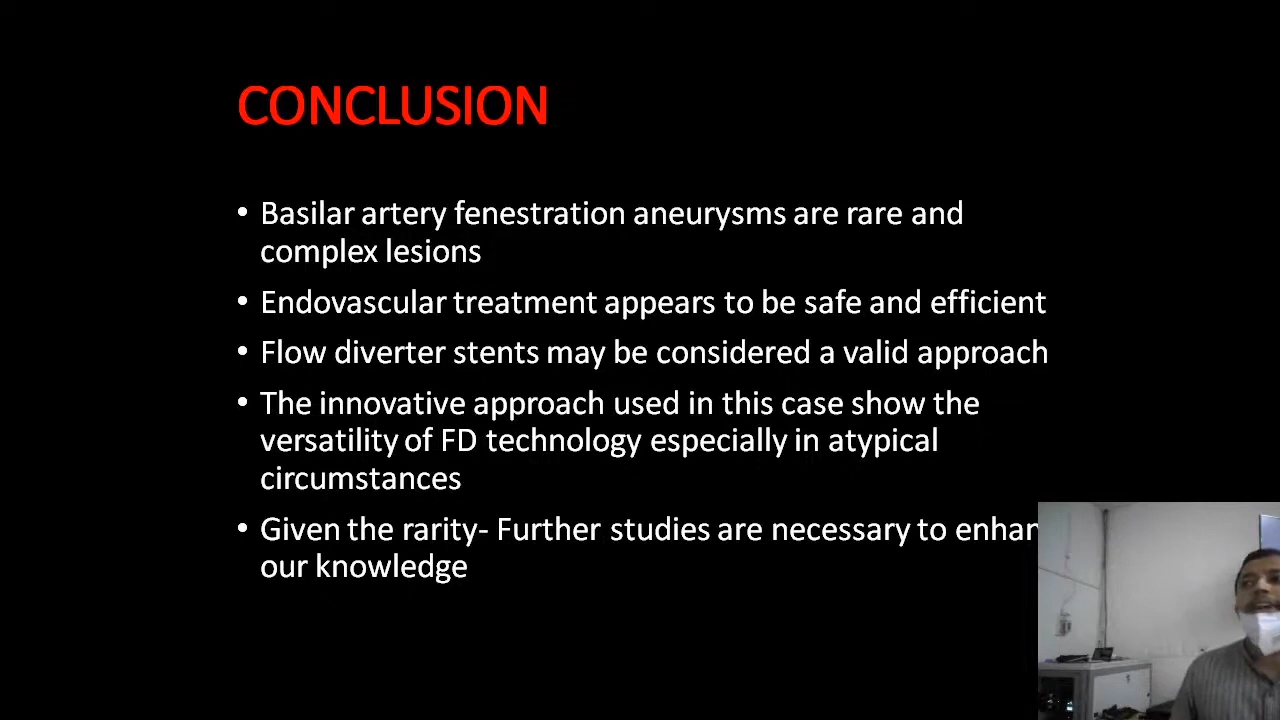 CONCLUSION
• Basilar artery fenestration aneurysms are rare and
complex lesions
• Endovascular treatment appears to be safe and efficient
• Flow diverter stents may be considered a valid approach
• The innovative approach used in this case show the
versatility of FD technology especially in atypical
circumstances
• Given the rarity- Further studies are necessary to enhan
our knowledge